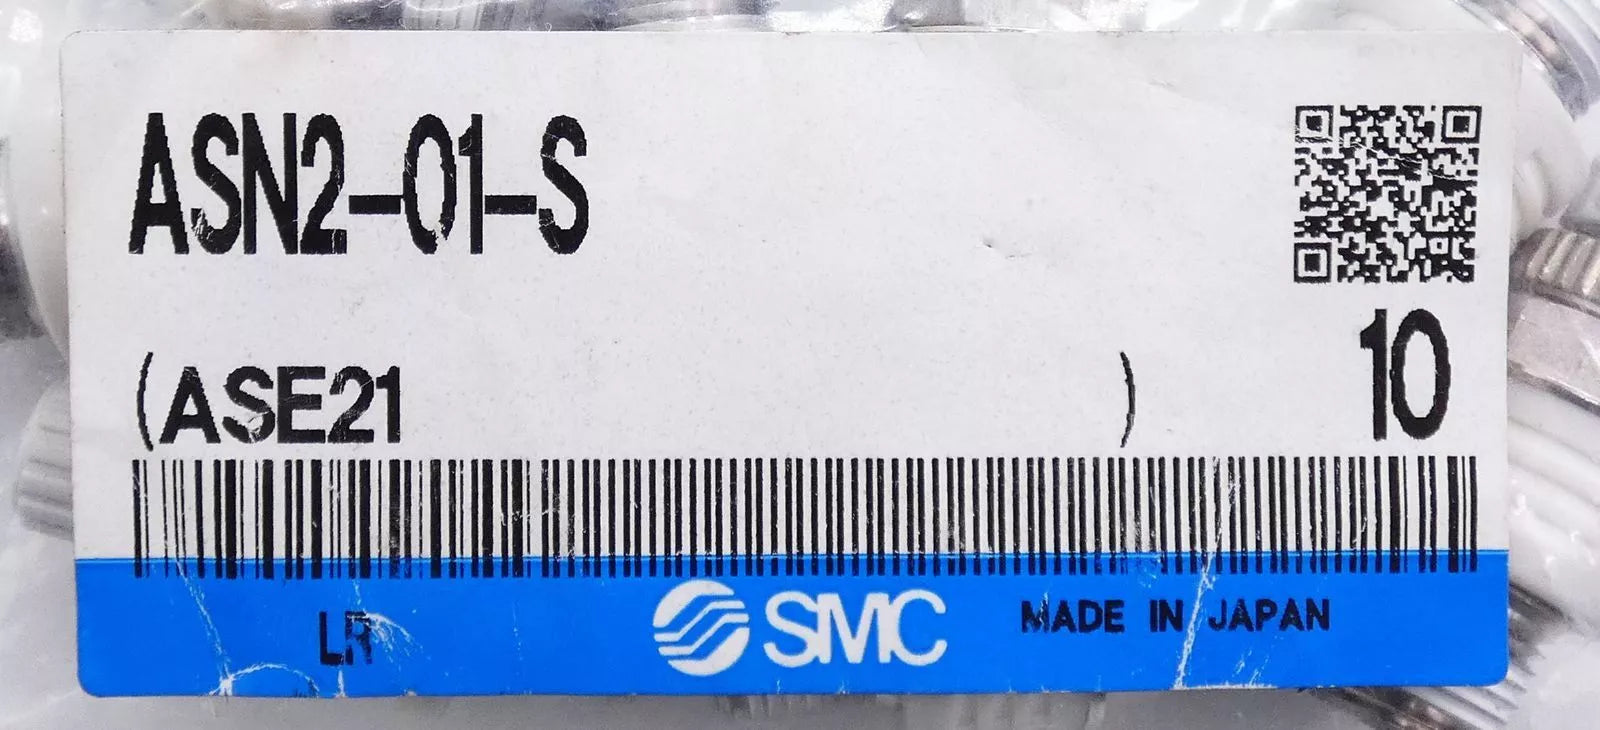 ASN2-01-S
10
(ASE21 )
LR
SMC
MADE IN JAPAN